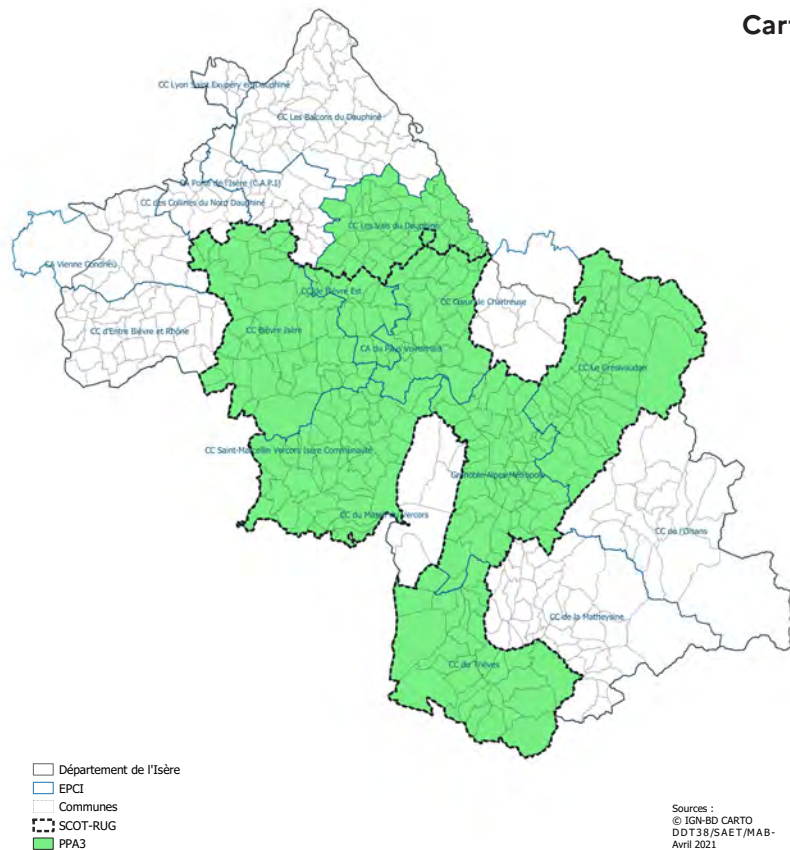 Cart
CC Lyon Saint Exupéry en Dauphiné
CC Les Balcons du Dauphiné
CA Porte de l'Isère (C.A.P.I)
CC des Collines du Nord Dauphiné
CC Les Vals du Dauphiné
CA Vienne Condrieu
CC de Bièvre Est
CC Cœur de Chartreuse
CC d'Entre Bièvre et Rhône
CC Bièvre Isère
CA du Pays Voironnais
CC Le Grésivaudan
CC Saint-Marcellin Vercors Isère Communauté
Grenoble-Alpes-Métropole
CC du Massif du Vercors
CC de l'Oisans
CC de la Matheysine
CC du Trièves
Département de l'Isère
EPCI
Communes
SCOT-RUG
PPA3
Sources :
© IGN-BD CARTO
DDT38/SAET/MAB-
Avril 2021